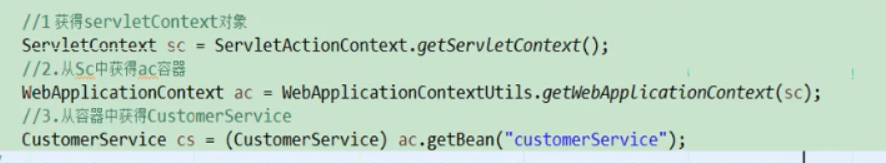 //1获得servletContext对象
ServletContext sc = ServletActionContext.getServletContext();
//2.从Sc中获得ac容器
WebApplicationContext ac = WebApplicationContextUtils.getWebApplicationContext(sc);
//3.从容器中获得CustomerService
CustomerService cs = (CustomerService) ac.getBean("customerService");